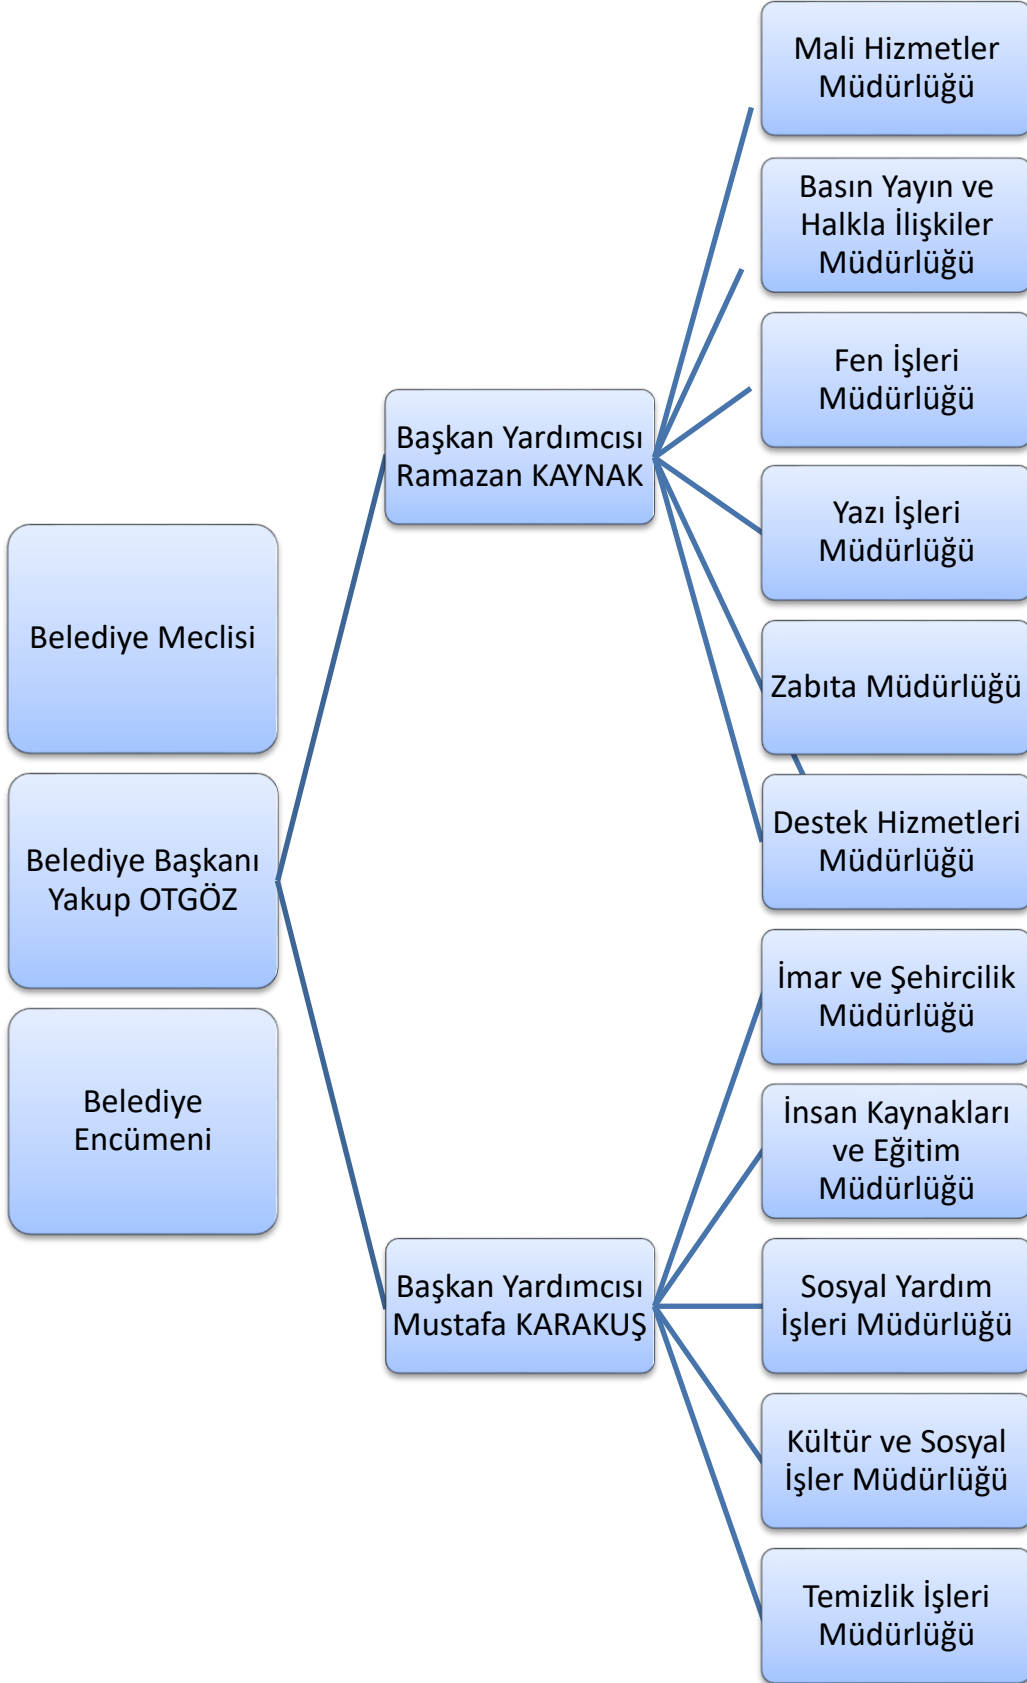 Belediye Meclisi
Belediye Başkanı
Yakup OTGÖZ
Belediye
Encümeni
Başkan Yardımcısı
Ramazan KAYNAK
Mali Hizmetler
Müdürlüğü
Basın Yayın ve
Halkla İlişkiler
Müdürlüğü
Fen İşleri
Müdürlüğü
Yazı İşleri
Müdürlüğü
Zabıta Müdürlüğü
Destek Hizmetleri
Müdürlüğü
Başkan Yardımcısı
Mustafa KARAKUŞ
İmar ve Şehircilik
Müdürlüğü
İnsan Kaynakları
ve Eğitim
Müdürlüğü
Sosyal Yardım
İşleri Müdürlüğü
Kültür ve Sosyal
İşler Müdürlüğü
Temizlik İşleri
Müdürlüğü